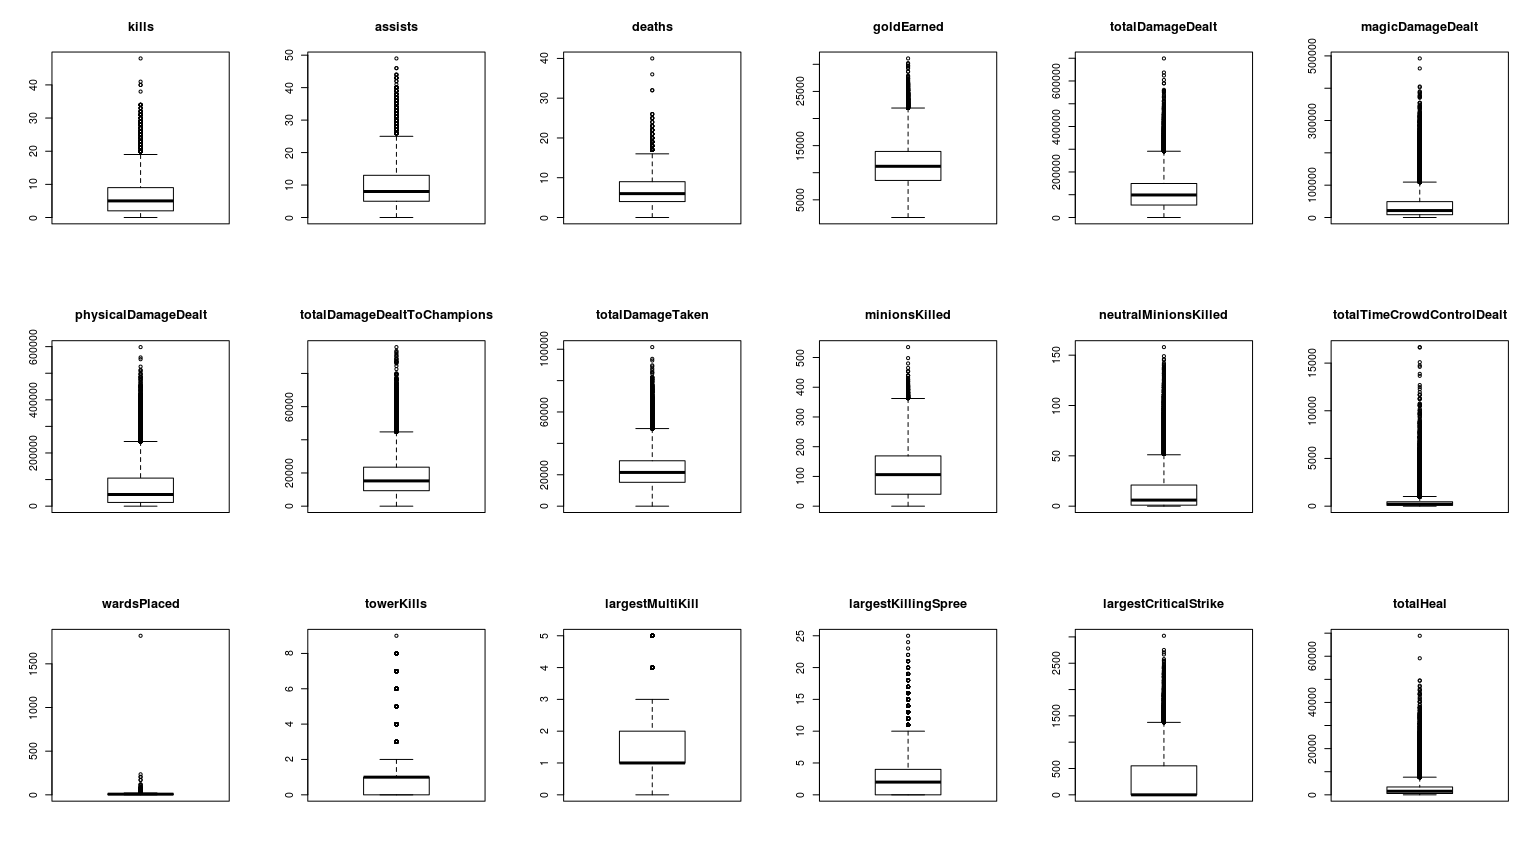 kills assists deaths goldEarned totalDamageDealt magicDamageDealt
0 10 20 30 40
0 10 20 30 40 50
0 10 20 30 40
5000 15000 25000
0 200000 400000 600000
0 100000 300000 500000
physicalDamageDealt totalDamageDealtToChampions totalDamageTaken minionsKilled neutralMinionsKilled totalTimeCrowdControlDealt
0 200000 400000 600000
0 20000 60000
0 20000 60000 100000
0 100 200 300 400 500
0 50 100 150
0 5000 10000 15000
wardsPlaced towerKills largestMultiKill largestKillingSpree largestCriticalStrike totalHeal
0 500 1000 1500
0 2 4 6 8
0 1 2 3 4 5
0 5 10 15 20 25
0 500 1500 2500
0 20000 40000 60000